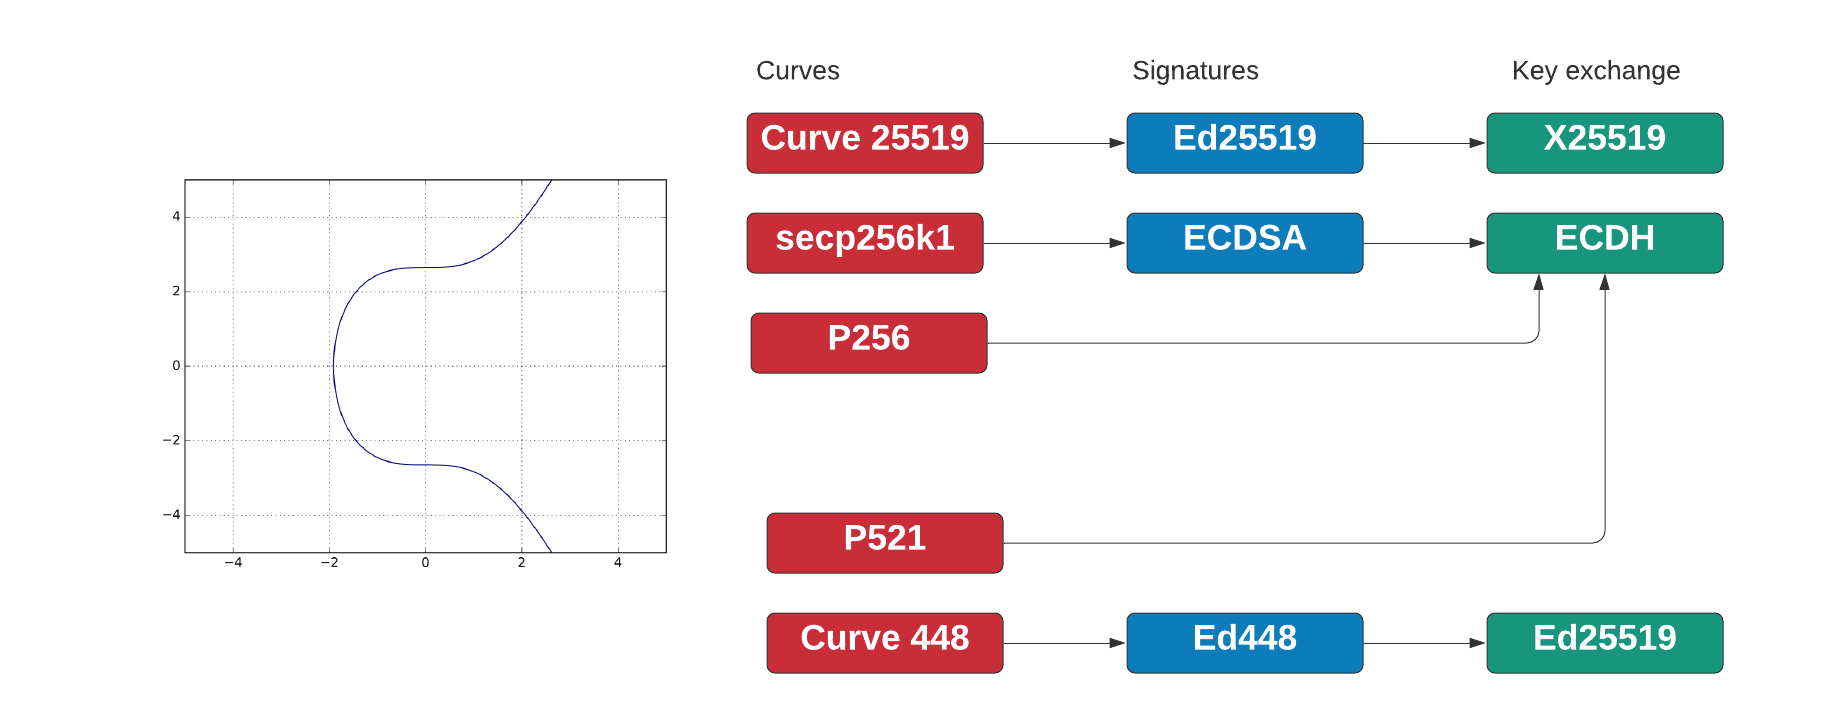 Curves Signatures Key exchange
Curve 25519 Ed25519 X25519
secp256k1 ECDSA ECDH
P256
P521
Curve 448 Ed448 Ed25519
4
2
0
−2
−4
−4 −2 0 2 4